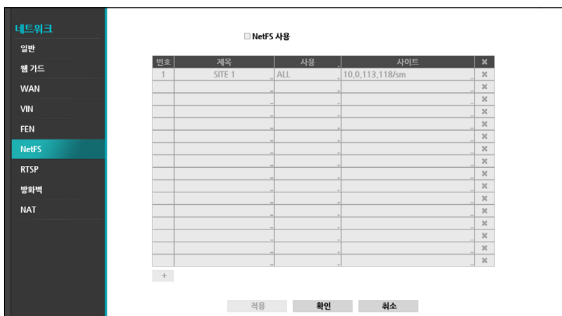 네트워크
일반
웹 가드
WAN
VIN
FEN
NetFS
RTSP
방화벽
NAT
NetFS 사용
번호 제목 사용 사이트
1 SITE 1 ALL 10,0,113,118/sm
+
적용 확인 취소